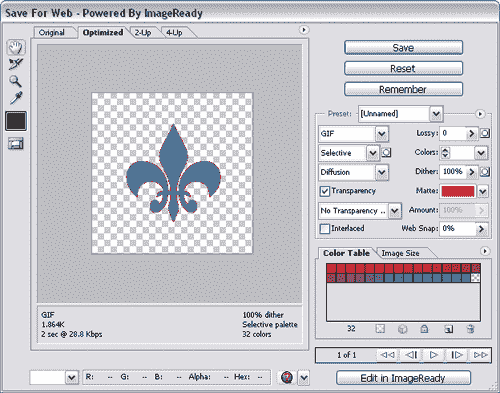 Save For Web - Powered By ImageReady
Original
Optimized
2-Up
4-Up
Save
Reset
Remember
Preset: [Unnamed]
GIF
Lossy: 0
Selective
Colors:
Diffusion
Dither: 100%
Transparency
Matte:
No Transparency ...
Amount: 100%
Interlaced
Web Snap: 0%
Color Table
Image Size
32
GIF
100% dither
1.864K
Selective palette
2 sec @ 28.8 Kbps
32 colors
1 of 1
R: -- G: -- B: -- Alpha: -- Hex: --
Edit in ImageReady